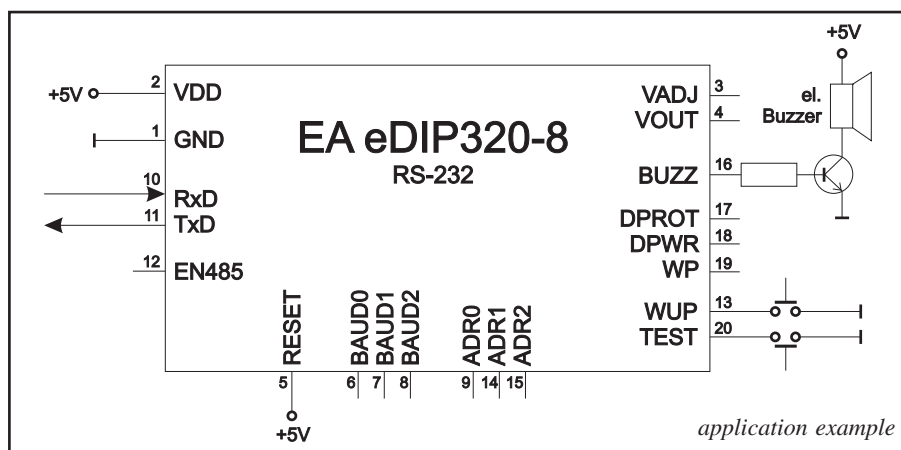 +5V
2
VDD
+5V
1
GND
10
RxD
11
TxD
12
EN485
EA eDIP320-8
RS-232
VADJ
3
VOUT
4
el.
Buzzer
BUZZ
16
DPROT
17
DPWR
18
WP
19
WUP
13
TEST
20
RESET
BAUD0
BAUD1
BAUD2
ADR0
ADR1
ADR2
5
6
7
8
9
14
15
+5V
application example